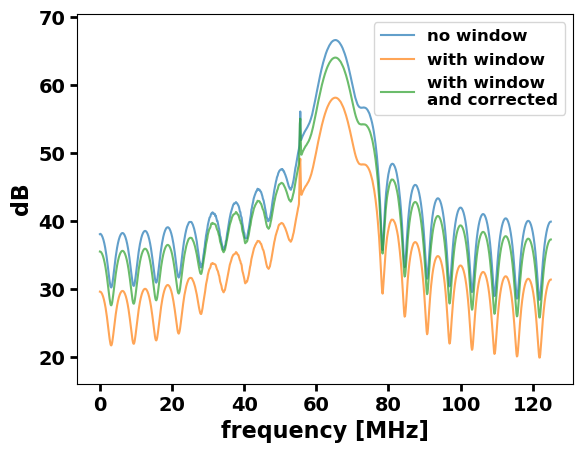 70
60
50
40
30
20
dB
no window
with window
with window
and corrected
0 20 40 60 80 100 120
frequency [MHz]